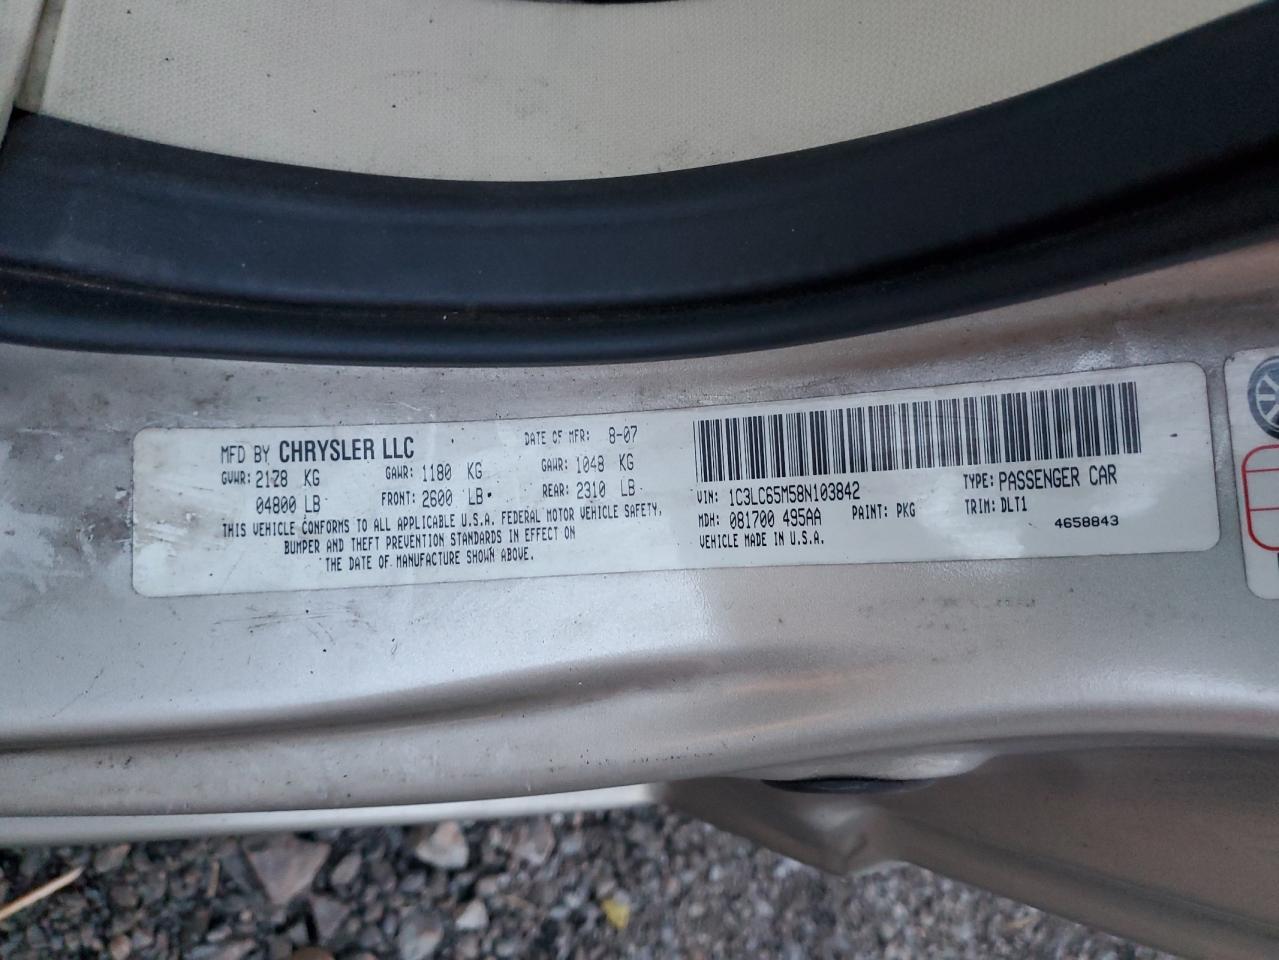 MFD BY CHRYSLER LLC DATE OF MFR: 8-07
GVWR: 2178 KG GAWR: 1180 KG GAWR: 1048 KG
04800 LB FRONT: 2600 LB REAR: 2310 LB
THIS VEHICLE CONFORMS TO ALL APPLICABLE U.S.A. FEDERAL MOTOR VEHICLE SAFETY,
BUMPER AND THEFT PREVENTION STANDARDS IN EFFECT ON
THE DATE OF MANUFACTURE SHOWN ABOVE.
VIN: 1C3LC65M58N103842 TYPE: PASSENGER CAR
MDH: 081700 495AA PAINT: PKG TRIM: DLT1
VEHICLE MADE IN U.S.A. 4658843